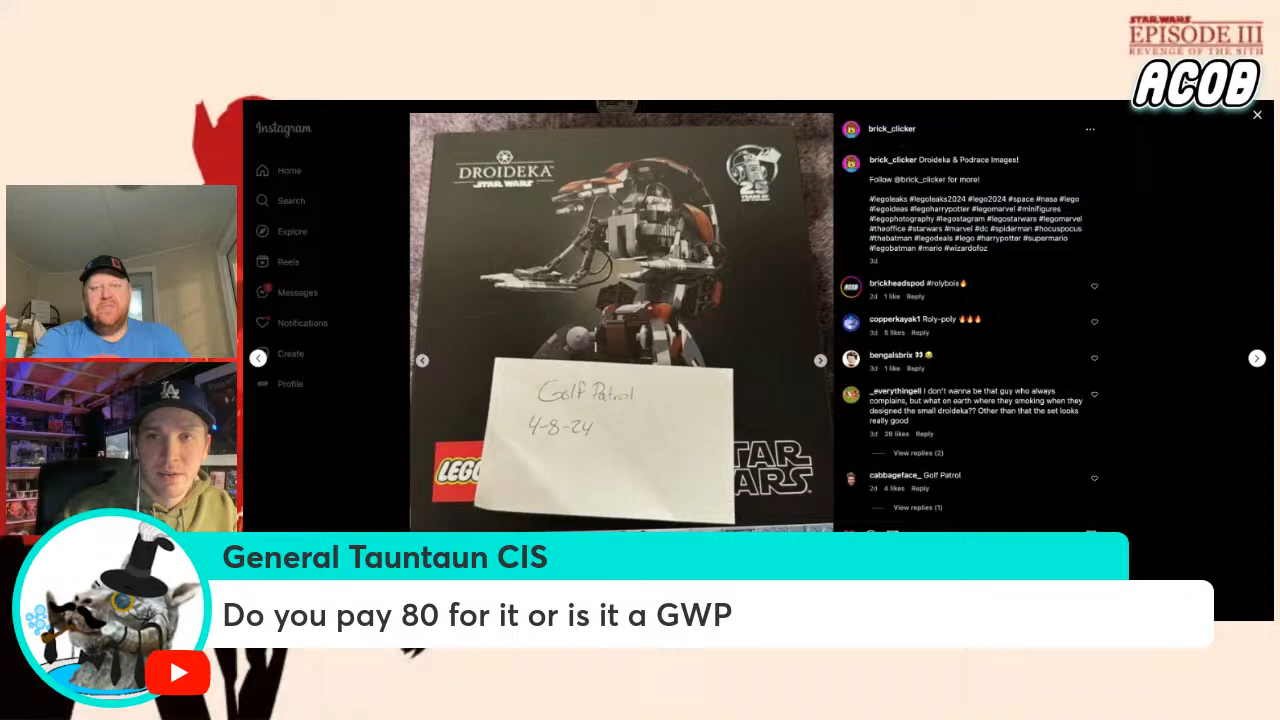 STAR WARS
EPISODE III
REVENGE OF THE SITH
ACOB
Instagram
Home
Search
Explore
Reels
Messages
Notifications
Create
Profile
DROIDEKA
STAR WARS
25
YEARS OF
Golf Patrol
4-8-24
LEGO
TAR
ARS
brick_clicker
brick_clicker Droideka & Podrace Images!
Follow @brick_clicker for more!
#legoleaks #legoleaks2024 #lego2024 #space #nasa #lego
#legoideas #legoharrypotter #legomarvel #minifigures
#legophotography #legostagram #legostarwars #legomarvel
#theoffice #starwars #marvel #dc #spiderman #hocuspocus
#thebatman #legodeals #lego #harrypotter #supermario
#legobatman #mario #wizardofoz
3d
brickheadspod #rolybois🔥
2d 1 like Reply
copperkayak1 Roly-poly 🔥🔥🔥
3d 5 likes Reply
bengalsbrix 👀 😂
3d 1 like Reply
_everythingeli I don't wanna be that guy who always
complains, but what on earth where they smoking when they
designed the small droideka?? Other than that the set looks
really good
3d 28 likes Reply
View replies (2)
cabbageface_ Golf Patrol
2d 4 likes Reply
View replies (1)
LA
General Tauntaun CIS
Do you pay 80 for it or is it a GWP